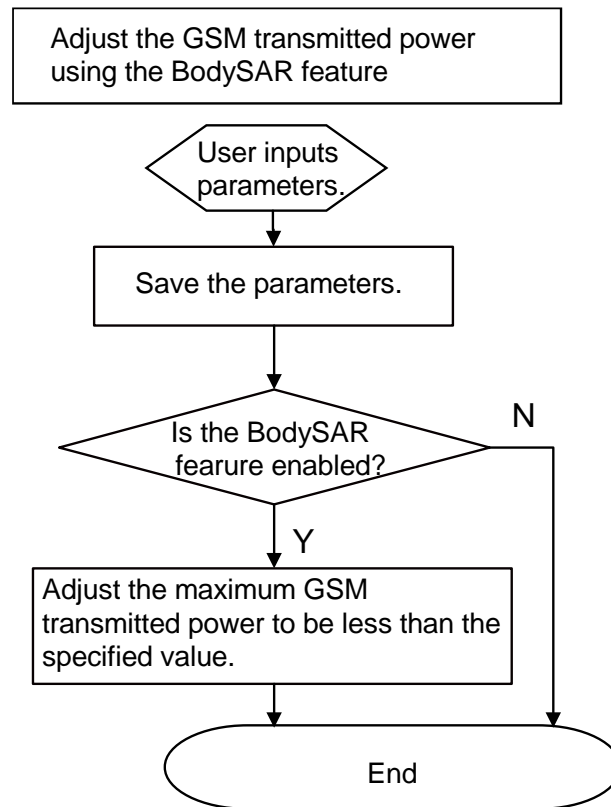 Adjust the GSM transmitted power
using the BodySAR feature
User inputs
parameters.
Save the parameters.
Is the BodySAR
fearure enabled?
N
Y
Adjust the maximum GSM
transmitted power to be less than the
specified value.
End